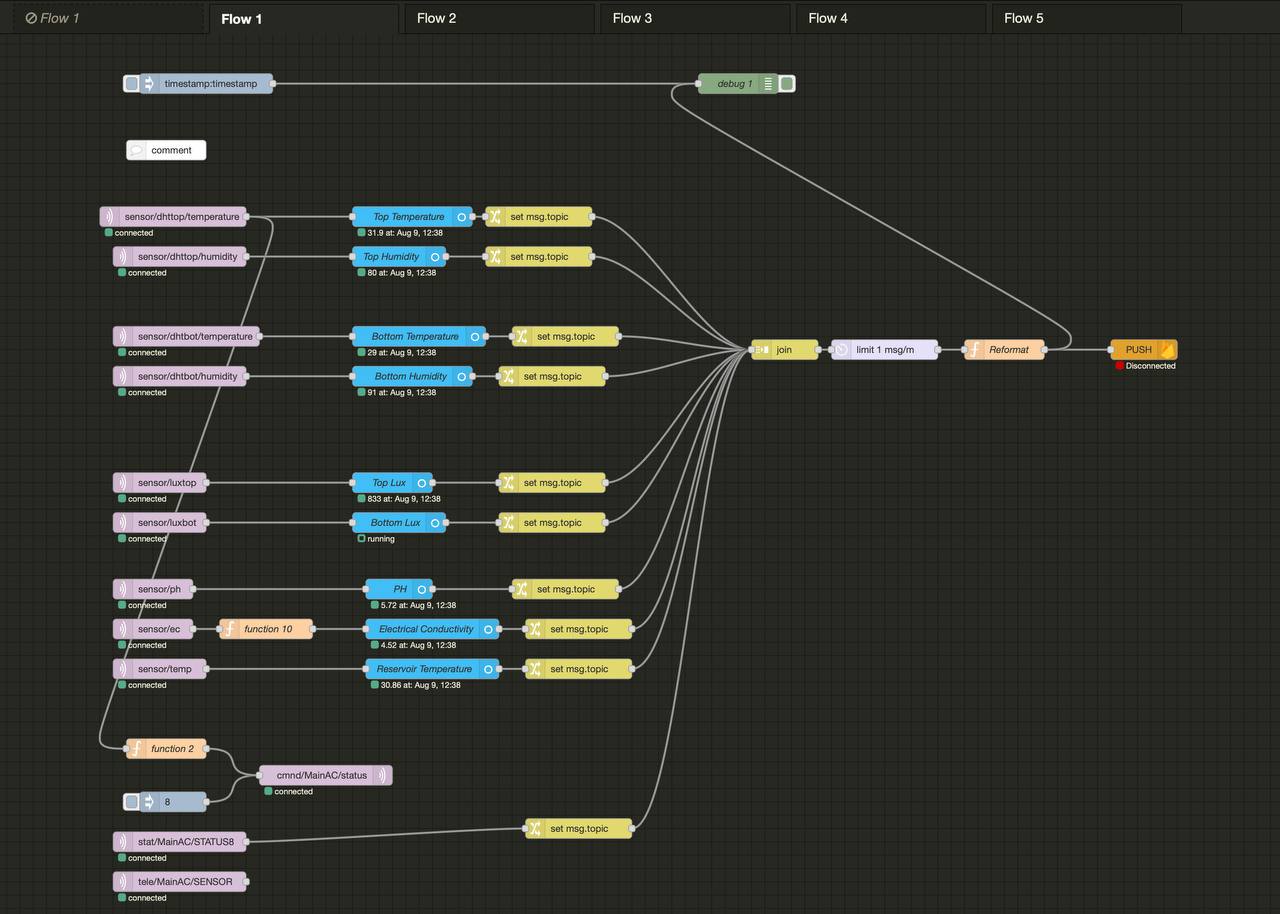 Flow 1
Flow 1
Flow 2
Flow 3
Flow 4
Flow 5
timestamp:timestamp
debug 1
comment
sensor/dhttop/temperature
Top Temperature
set msg.topic
connected
31.9 at: Aug 9, 12:38
sensor/dhttop/humidity
Top Humidity
set msg.topic
connected
80 at: Aug 9, 12:38
sensor/dhtbot/temperature
Bottom Temperature
set msg.topic
join
limit 1 msg/m
Reformat
PUSH
connected
29 at: Aug 9, 12:38
Disconnected
sensor/dhtbot/humidity
Bottom Humidity
set msg.topic
connected
91 at: Aug 9, 12:38
sensor/luxtop
Top Lux
set msg.topic
connected
833 at: Aug 9, 12:38
sensor/luxbot
Bottom Lux
set msg.topic
connected
running
sensor/ph
PH
set msg.topic
connected
5.72 at: Aug 9, 12:38
sensor/ec
function 10
Electrical Conductivity
set msg.topic
connected
4.52 at: Aug 9, 12:38
sensor/temp
Reservoir Temperature
set msg.topic
connected
30.86 at: Aug 9, 12:38
function 2
cmnd/MainAC/status
connected
8
set msg.topic
stat/MainAC/STATUS8
connected
tele/MainAC/SENSOR
connected